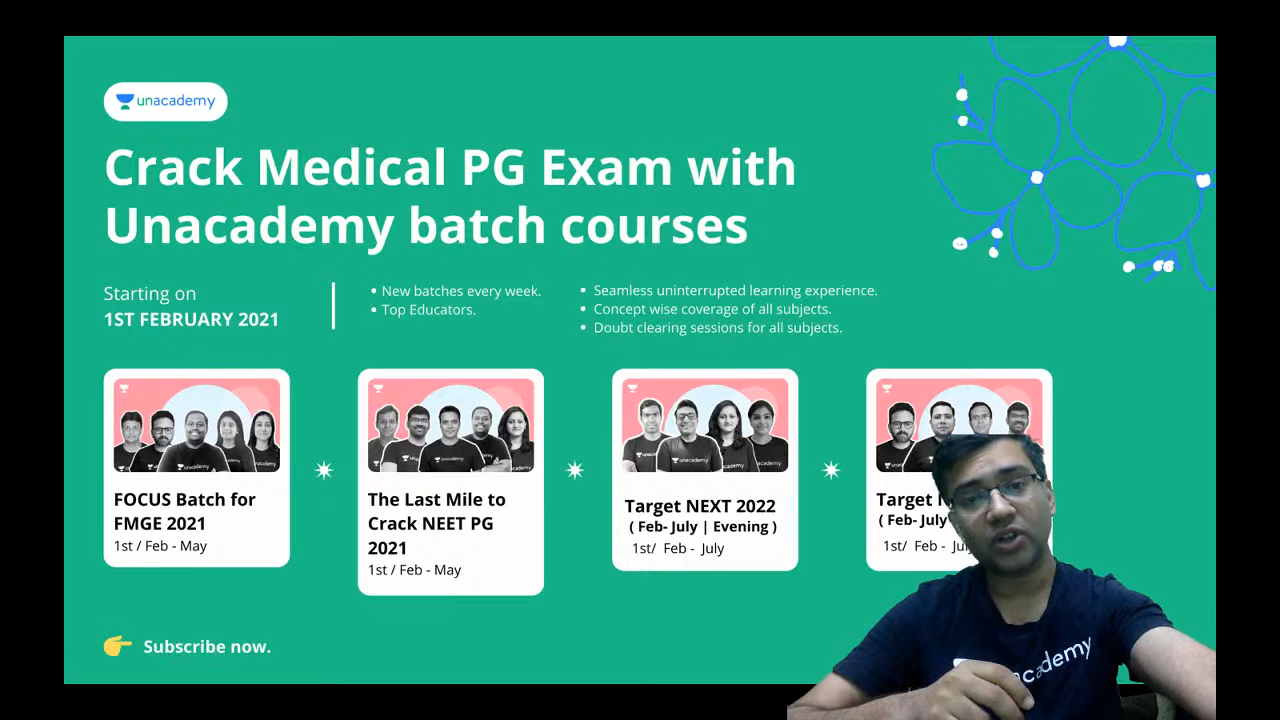 unacademy
Crack Medical PG Exam with
Unacademy batch courses
Starting on
1ST FEBRUARY 2021
• New batches every week.
• Top Educators.
• Seamless uninterrupted learning experience.
• Concept wise coverage of all subjects.
• Doubt clearing sessions for all subjects.
FOCUS Batch for
FMGE 2021
1st / Feb - May
The Last Mile to
Crack NEET PG
2021
1st / Feb - May
Target NEXT 2022
( Feb- July | Evening )
1st/ Feb - July
Target
( Feb- July
1st/ Feb -
Subscribe now.